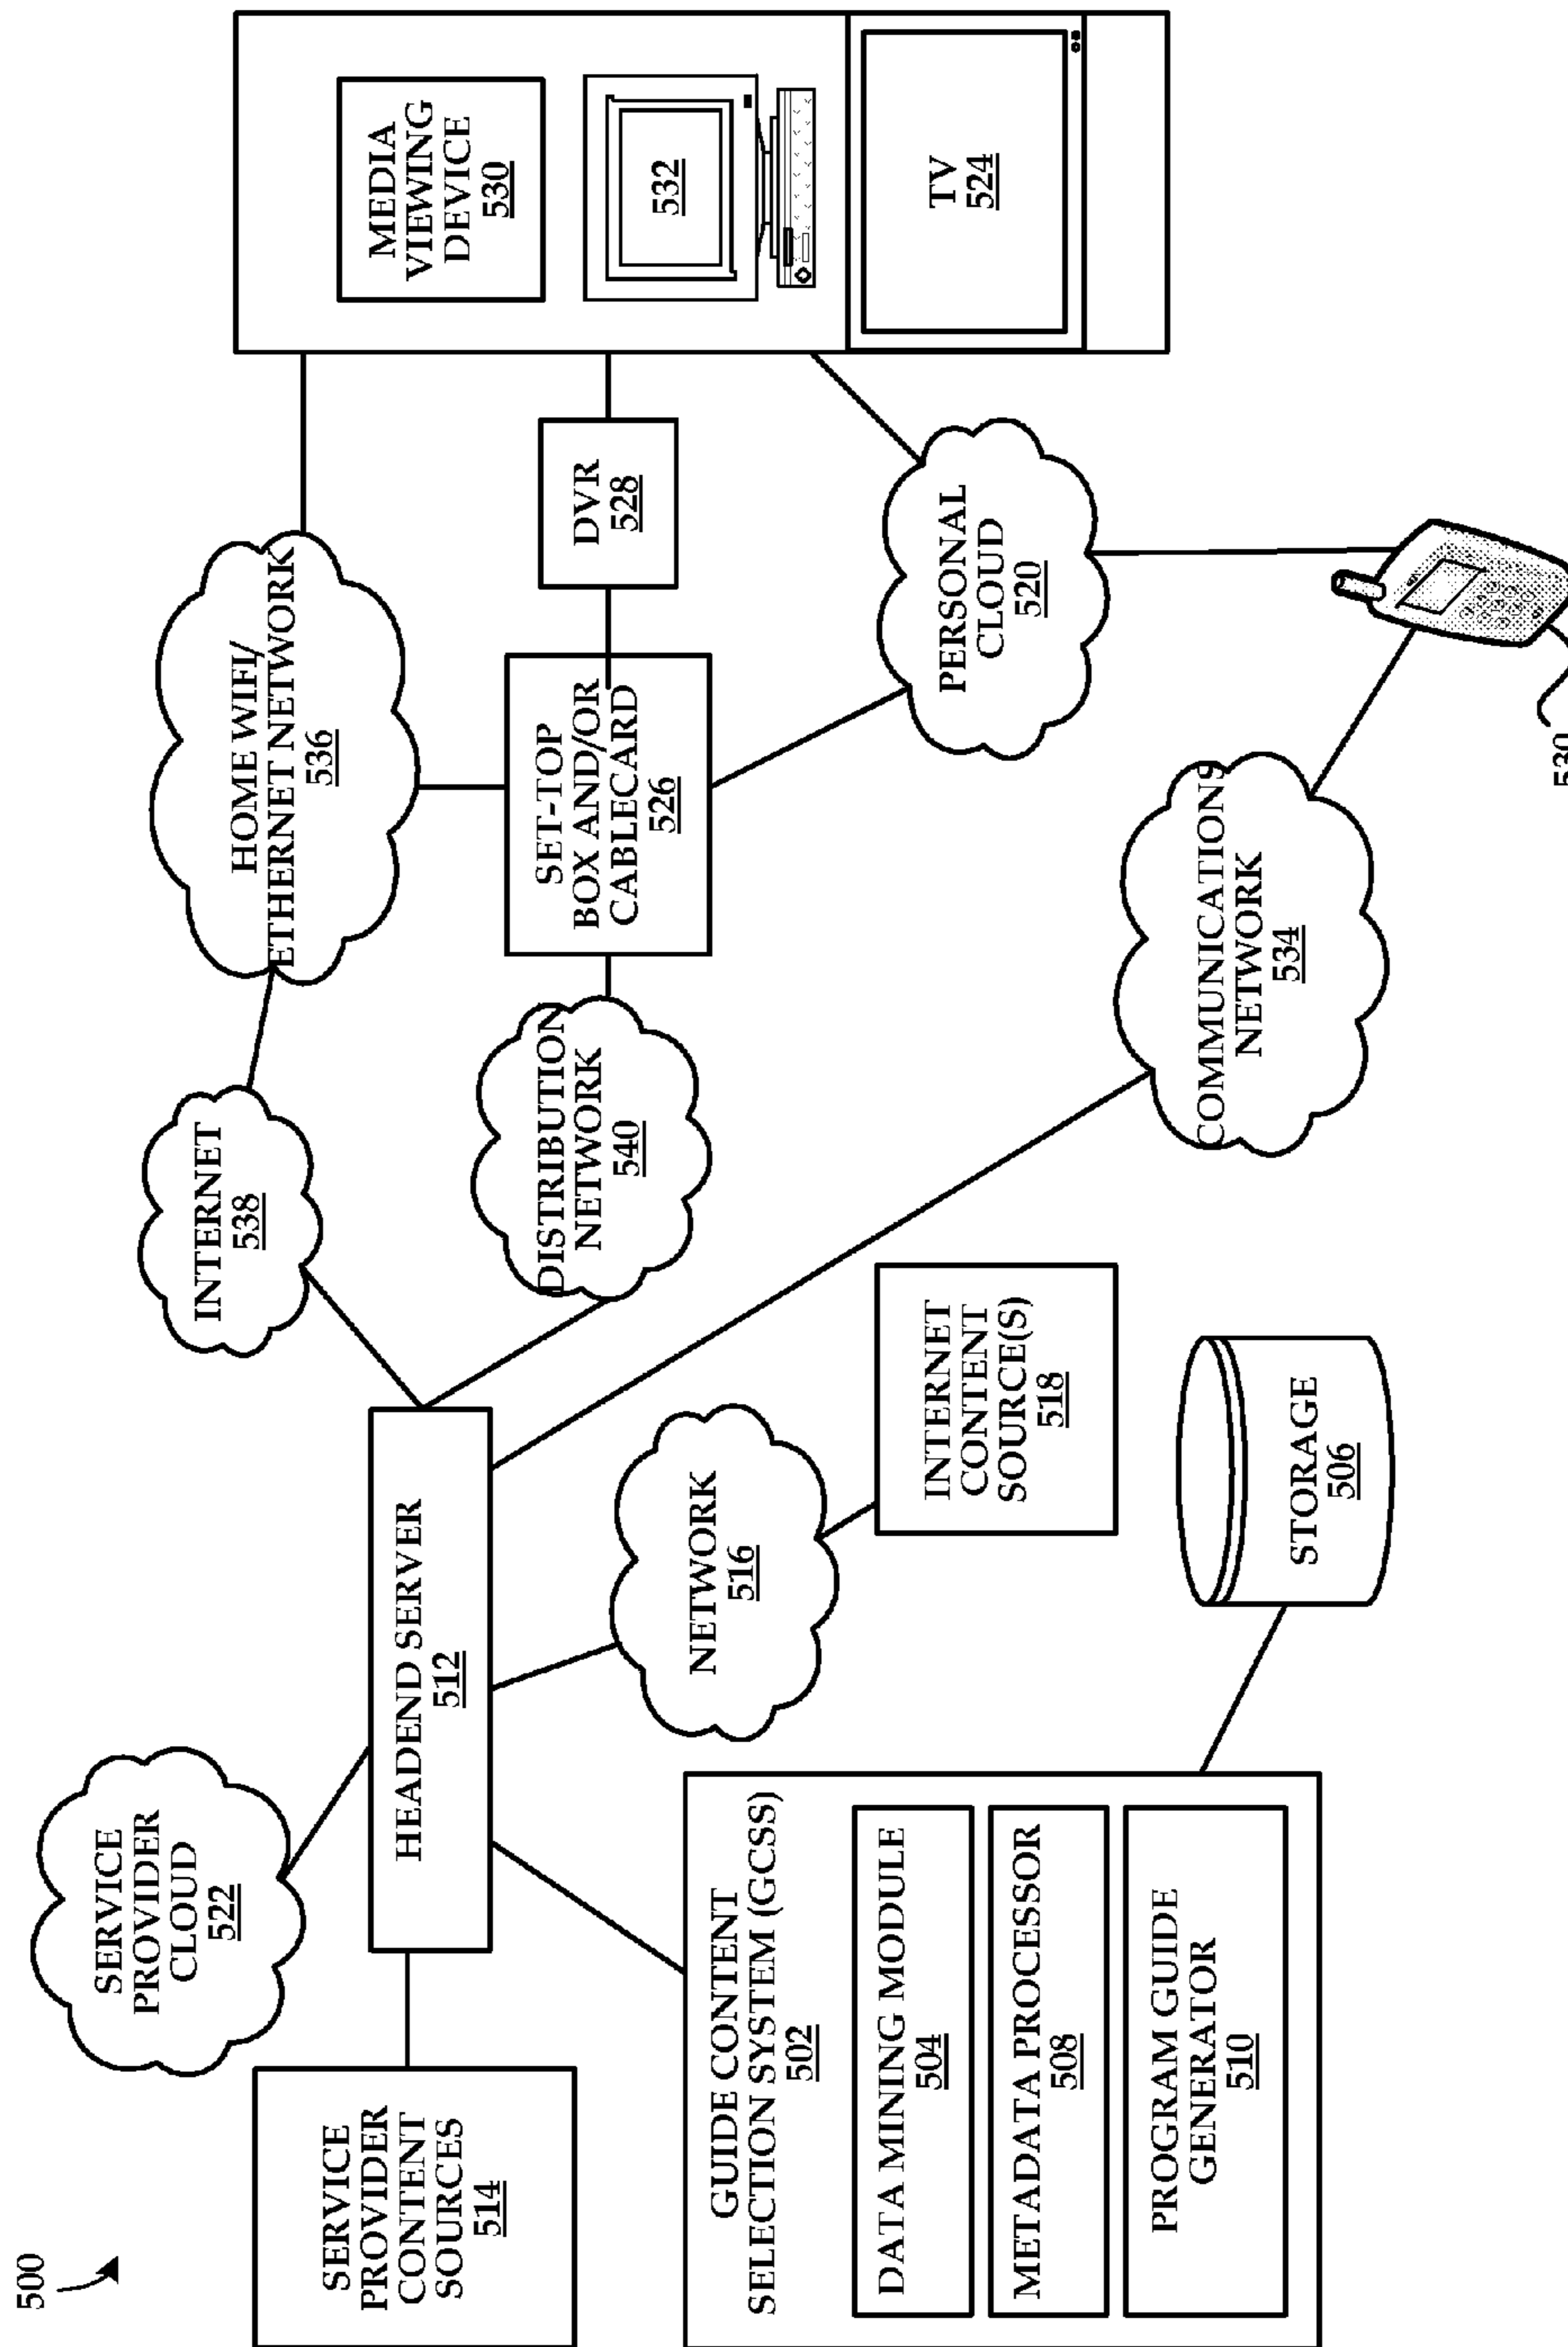 500
SERVICE
PROVIDER
CONTENT
SOURCES
514
SERVICE
PROVIDER
CLOUD
522
HEADEND SERVER
512
GUIDE CONTENT
SELECTION SYSTEM (GCSS)
502
DATA MINING MODULE
504
METADATA PROCESSOR
508
PROGRAM GUIDE
GENERATOR
510
NETWORK
516
INTERNET
CONTENT
SOURCE(S)
518
STORAGE
506
INTERNET
538
DISTRIBUTION
NETWORK
540
HOME WIFI/
ETHERNET NETWORK
536
SET-TOP
BOX AND/OR
CABLECARD
526
DVR
528
PERSONAL
CLOUD
520
COMMUNICATIONS
NETWORK
534
530
MEDIA
VIEWING
DEVICE
530
532
TV
524